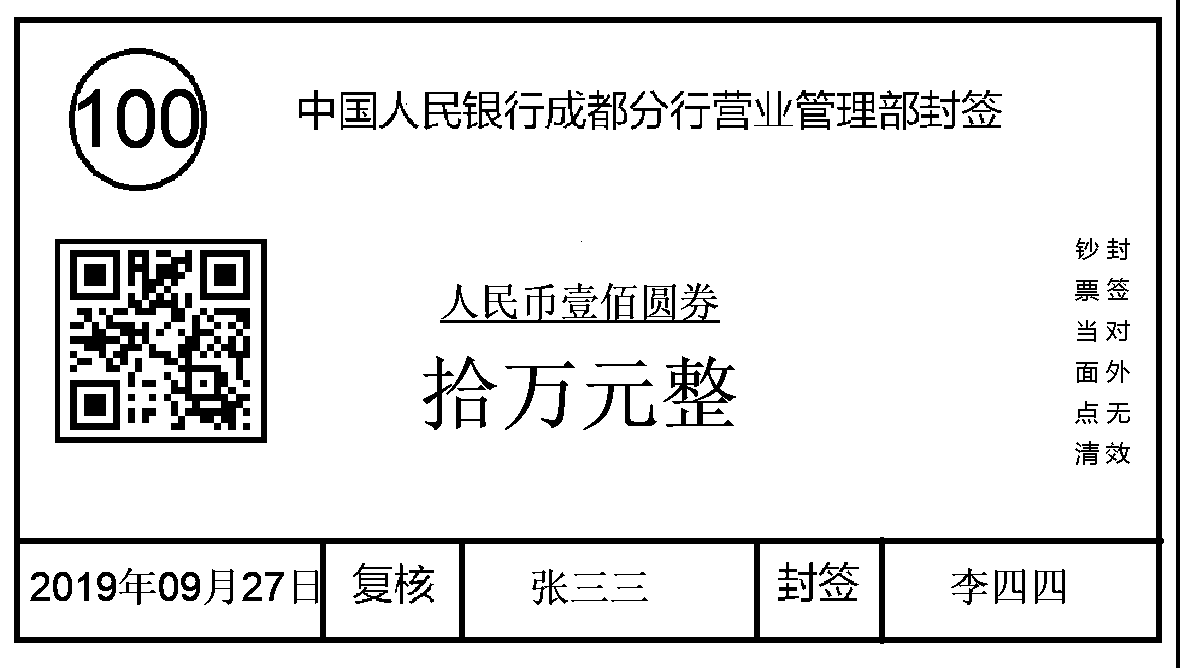 100
中国人民银行成都分行营业管理部封签
人民币壹佰圆券
拾万元整
钞票当面点清
封签对外无效
2019年09月27日 复核 张三三 封签 李四四